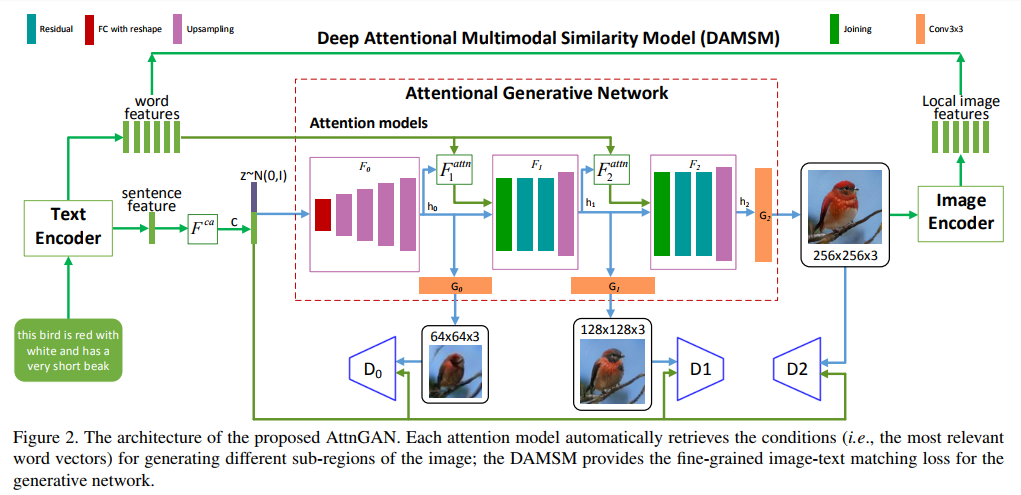 Residual
FC with reshape
Upsampling
Joining
Conv3x3
Deep Attentional Multimodal Similarity Model (DAMSM)
word
features
Attentional Generative Network
Local image
features
Attention models
z~N(0,I)
F0
F1attn
F1
F2attn
F2
sentence
feature
Text
Encoder
Fca
c
h0
h1
h2
G2
Image
Encoder
256x256x3
G0
G1
this bird is red with
white and has a
very short beak
64x64x3
128x128x3
D0
D1
D2
Figure 2. The architecture of the proposed AttnGAN. Each attention model automatically retrieves the conditions (i.e., the most relevant
word vectors) for generating different sub-regions of the image; the DAMSM provides the fine-grained image-text matching loss for the
generative network.